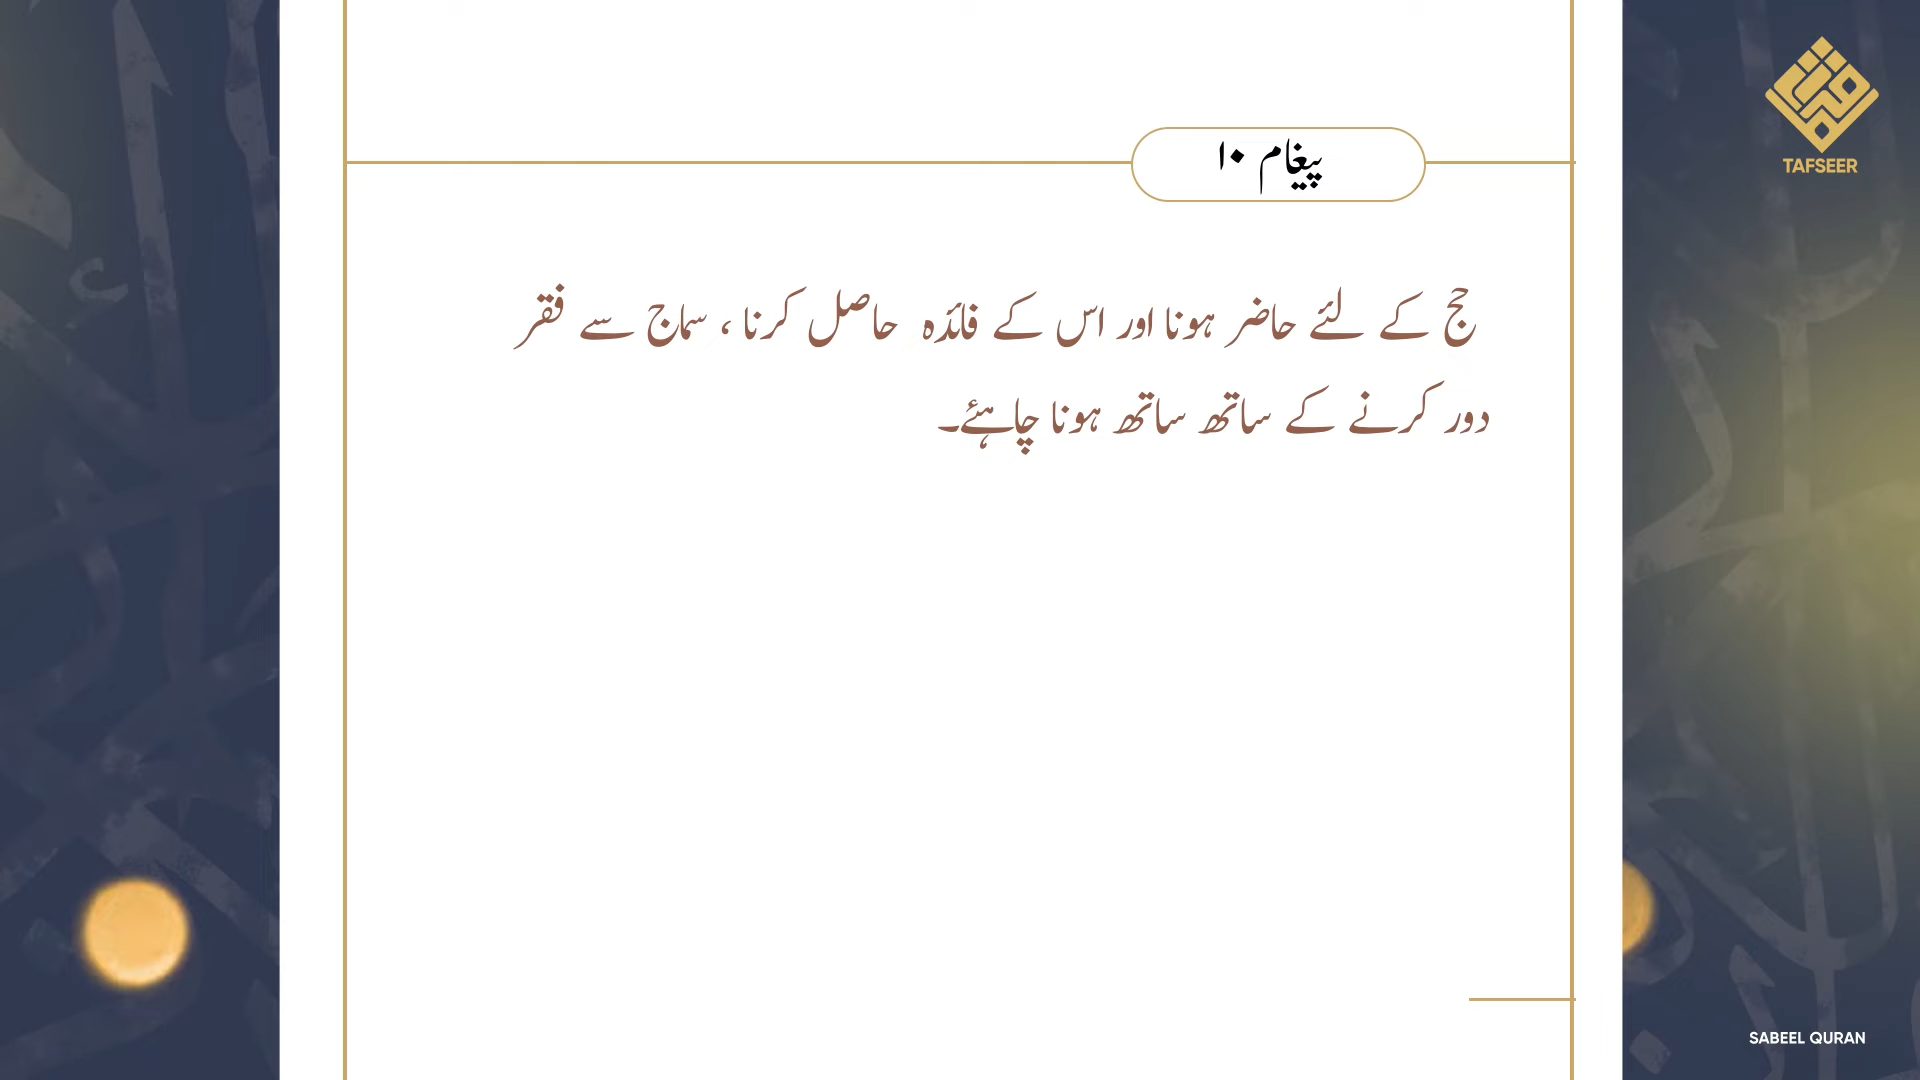 پیغام ۱۰
حج کے لئے حاضر ہونا اور اس کے فائدہ حاصل کرنا ، سماج سے فقر
دور کرنے کے ساتھ ساتھ ہونا چاہئے۔
TAFSEER
SABEEL QURAN